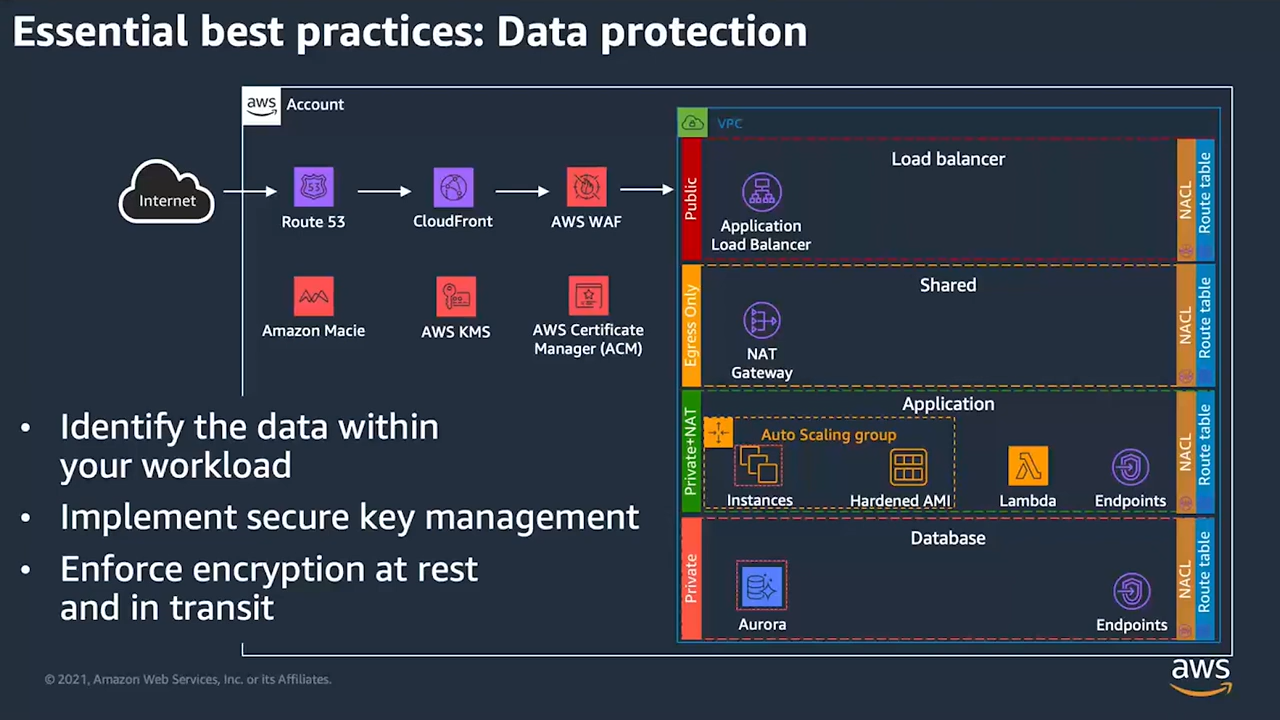 Essential best practices: Data protection
aws
Account
VPC
Internet
53
Route 53
CloudFront
AWS WAF
Amazon Macie
AWS KMS
AWS Certificate
Manager (ACM)
Public
Load balancer
Application
Load Balancer
NACL
Route table
Egress Only
Shared
NAT
Gateway
NACL
Route table
Private+NAT
Application
Auto Scaling group
Instances
Hardened AMI
Lambda
Endpoints
NACL
Route table
Private
Database
Aurora
Endpoints
NACL
Route table
• Identify the data within
your workload
• Implement secure key management
• Enforce encryption at rest
and in transit
© 2021, Amazon Web Services, Inc. or its Affiliates.
aws